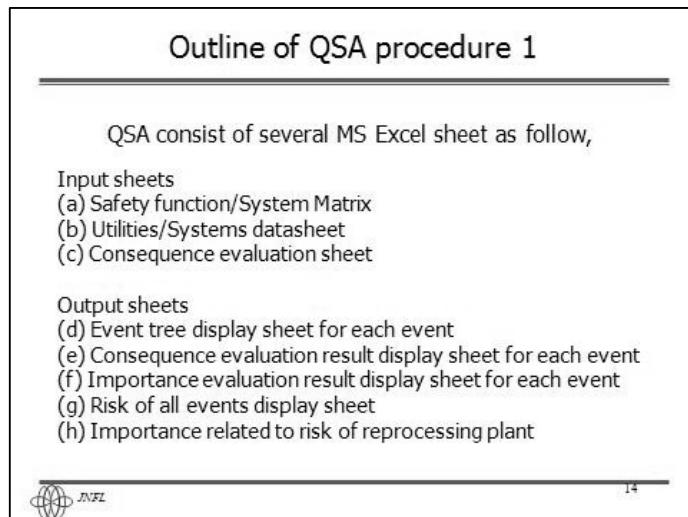 Outline of QSA procedure 1
QSA consist of several MS Excel sheet as follow,
Input sheets
(a) Safety function/System Matrix
(b) Utilities/Systems datasheet
(c) Consequence evaluation sheet
Output sheets
(d) Event tree display sheet for each event
(e) Consequence evaluation result display sheet for each event
(f) Importance evaluation result display sheet for each event
(g) Risk of all events display sheet
(h) Importance related to risk of reprocessing plant
JNFL
14